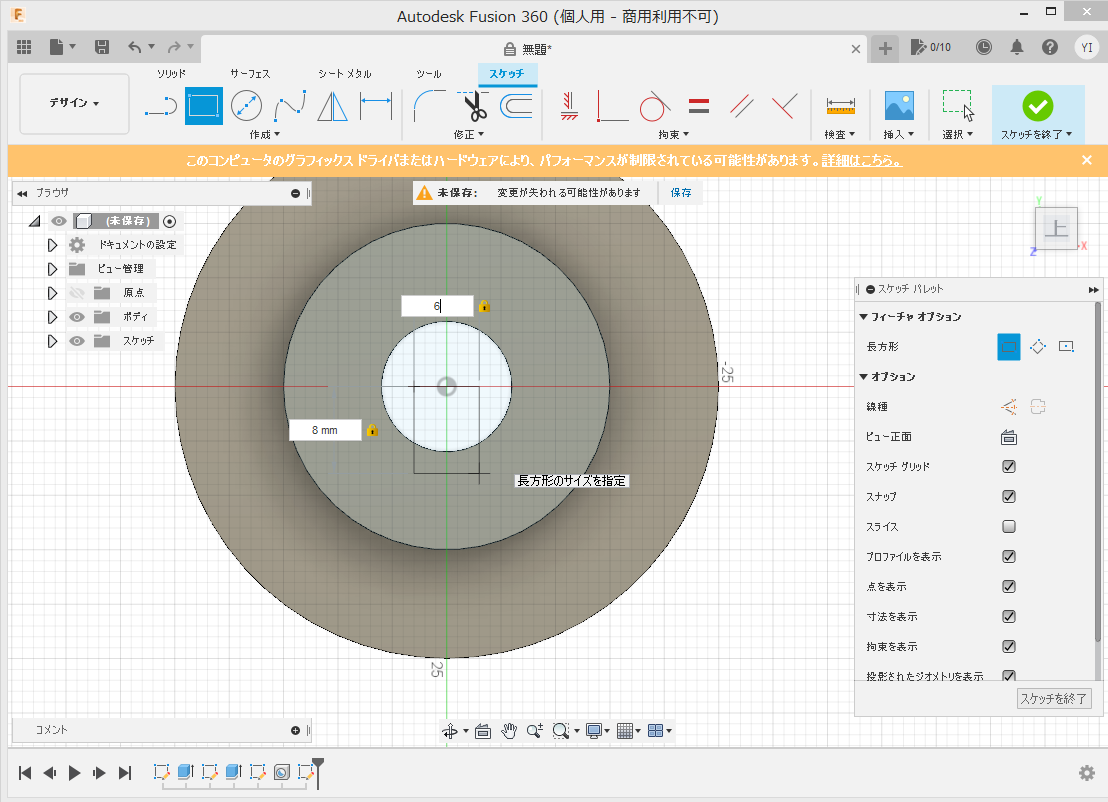 Autodesk Fusion 360 (個人用 - 商用利用不可)
無題*
0/10
YI
デザイン
ソリッド
サーフェス
シート メタル
ツール
スケッチ
作成
修正
拘束
検査
挿入
選択
スケッチを終了
このコンピュータのグラフィックス ドライバまたはハードウェアにより、パフォーマンスが制限されている可能性があります。詳細はこちら。
ブラウザ
未保存: 変更が失われる可能性があります 保存
(未保存)
ドキュメントの設定
ビュー管理
原点
ボディ
スケッチ
6
8 mm
長方形のサイズを指定
-25
25
上
Y
X
Z
スケッチ パレット
フィーチャ オプション
長方形
オプション
線種
ビュー正面
スケッチ グリッド
スナップ
スライス
プロファイルを表示
点を表示
寸法を表示
拘束を表示
投影されたジオメトリを表示
スケッチを終了
コメント